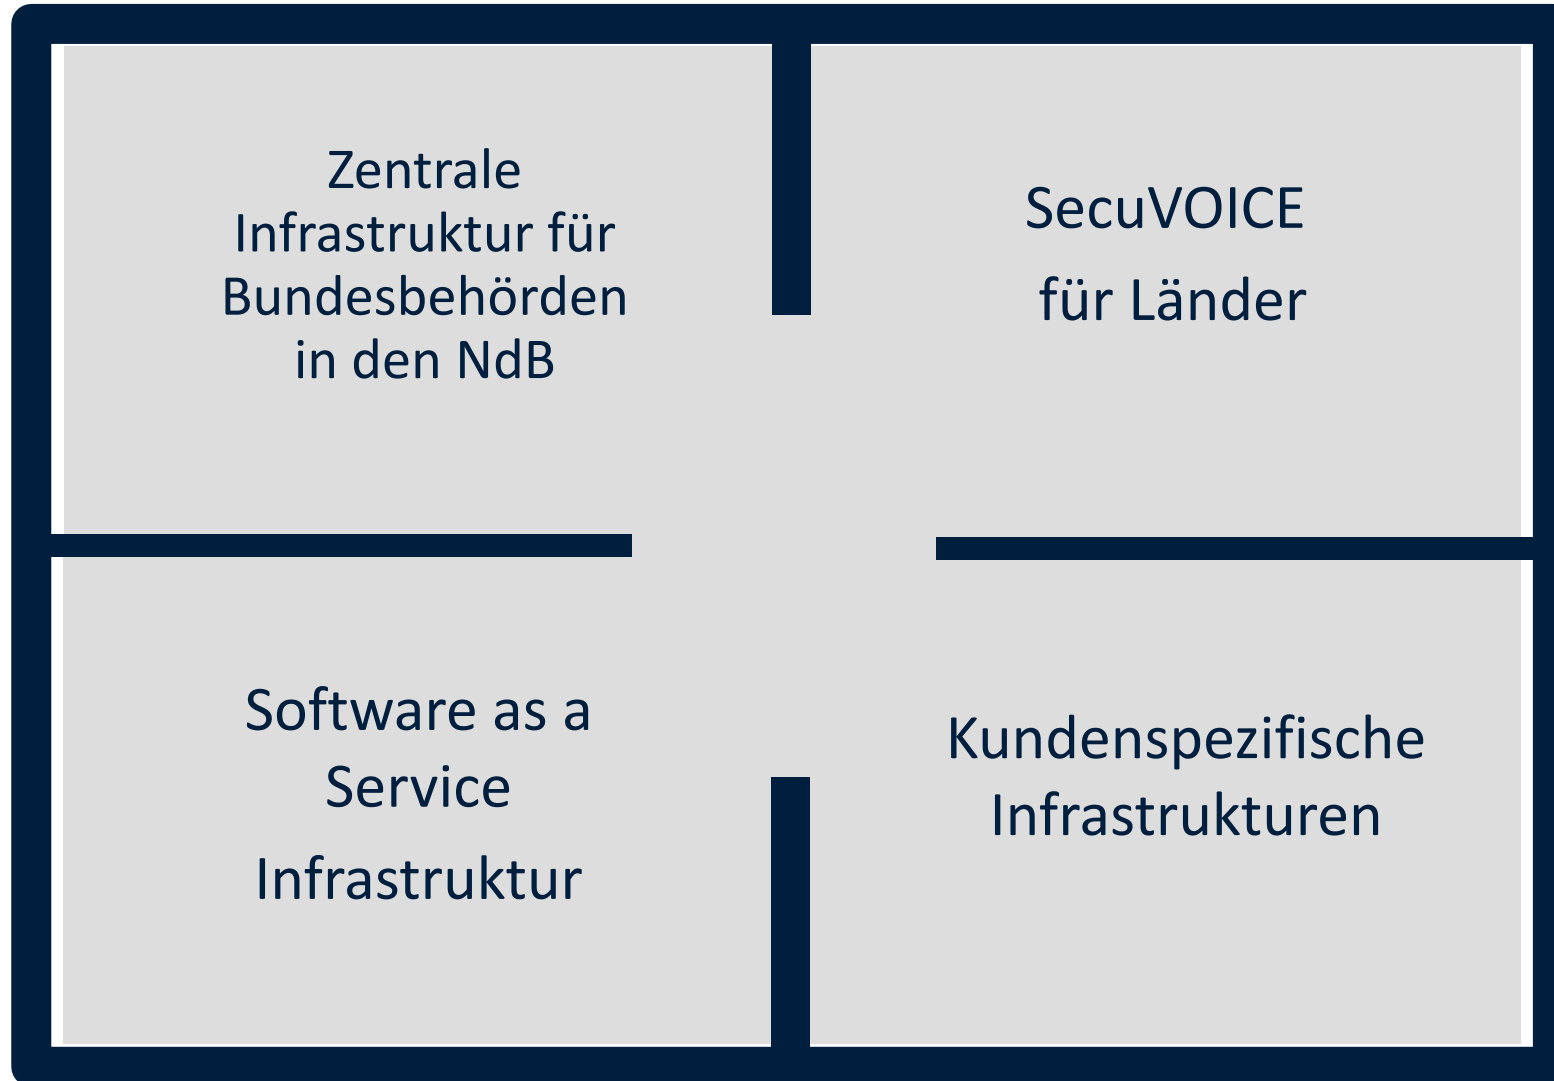 Zentrale
Infrastruktur für
Bundesbehörden
in den NdB
SecuVOICE
für Länder
Software as a
Service
Infrastruktur
Kundenspezifische
Infrastrukturen